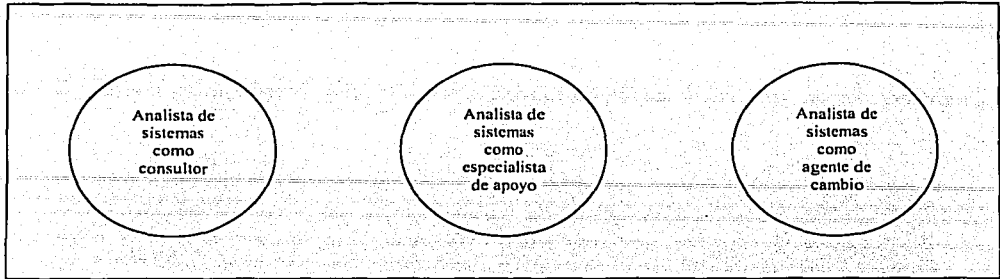 Analista de
sistemas
como
consultor
Analista de
sistemas
como
especialista
de apoyo
Analista de
sistemas
como
agente de
cambio